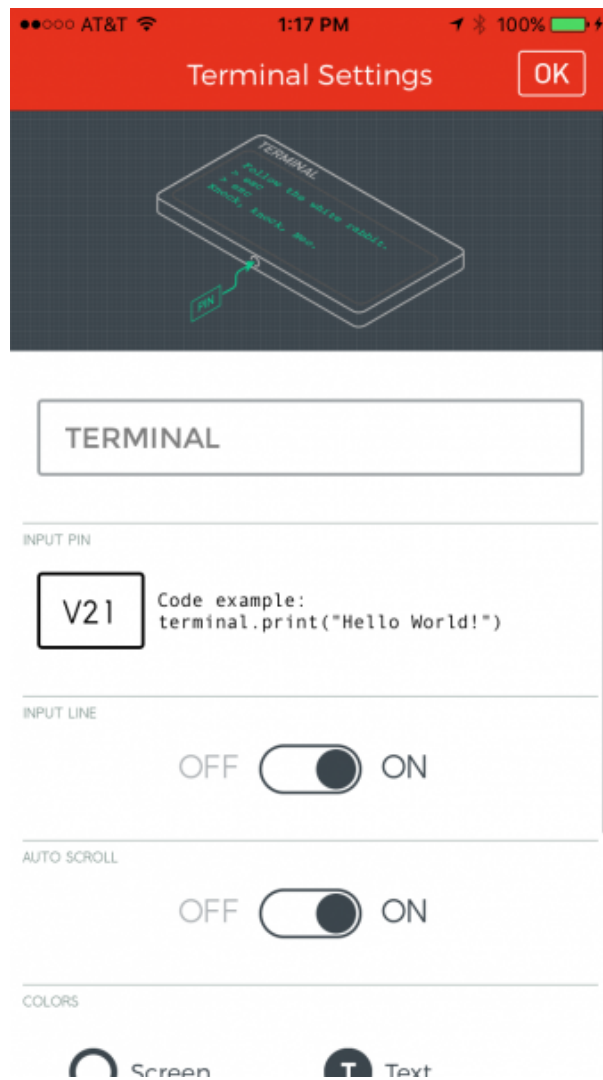 AT&T 1:17 PM 100%
Terminal Settings OK
TERMINAL
Follow the white rabbit.
> esc
> esc
Knock, knock, Neo.
PIN
TERMINAL
INPUT PIN
V21 Code example:
terminal.print("Hello World!")
INPUT LINE
OFF ON
AUTO SCROLL
OFF ON
COLORS
Screen T Text